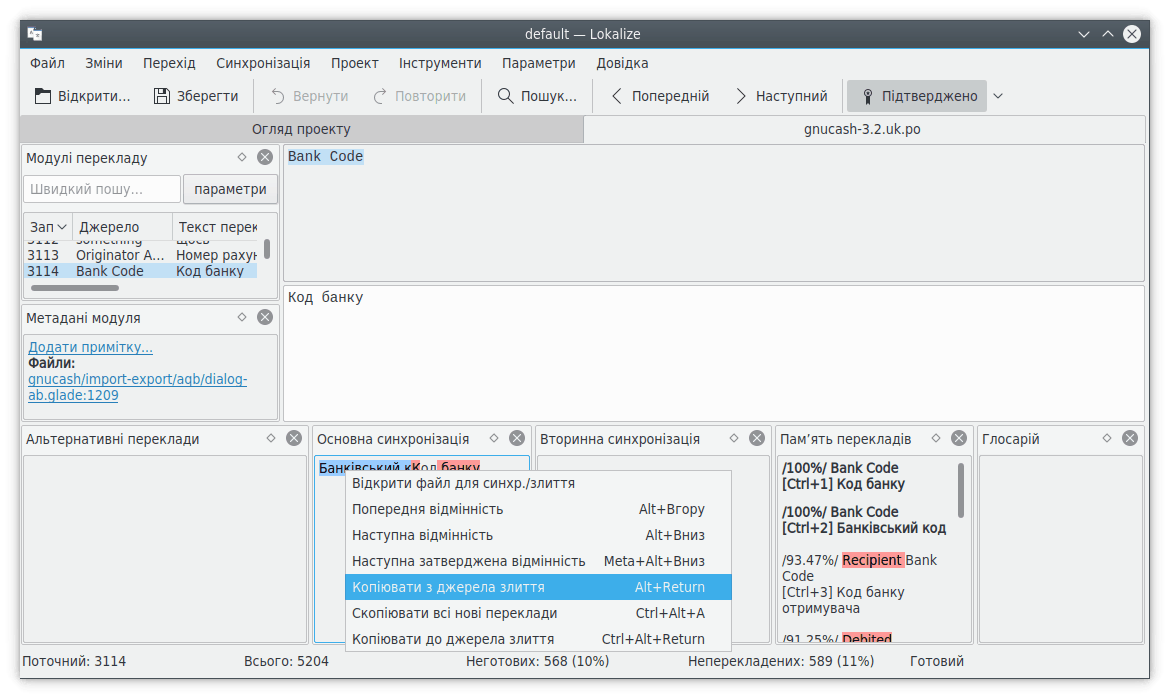 default — Lokalize
Файл Зміни Перехід Синхронізація Проект Інструменти Параметри Довідка
Відкрити... Зберегти Вернути Повторити Пошук... Попередній Наступний Підтверджено
Огляд проекту gnucash-3.2.uk.po
Модулі перекладу
Швидкий пошу...
параметри
Зап Джерело Текст перек
3112 something щось
3113 Originator A... Номер рахун
3114 Bank Code Код банку
Метадані модуля
Додати примітку...
Файли:
gnucash/import-export/aqb/dialog-
ab.glade:1209
Bank Code
Код банку
Альтернативні переклади
Основна синхронізація
Банківський кКод банку
Відкрити файл для синхр./злиття
Попередня відмінність Alt+Вгору
Наступна відмінність Alt+Вниз
Наступна затверджена відмінність Meta+Alt+Вниз
Копіювати з джерела злиття Alt+Return
Скопіювати всі нові переклади Ctrl+Alt+A
Копіювати до джерела злиття Ctrl+Alt+Return
Вторинна синхронізація
Пам’ять перекладів
/100%/ Bank Code
[Ctrl+1] Код банку
/100%/ Bank Code
[Ctrl+2] Банківський код
/93.47%/ Recipient Bank
Code
[Ctrl+3] Код банку
отримувача
/91.25%/ Debited
Глосарій
Поточний: 3114 Всього: 5204 Неготових: 568 (10%) Неперекладених: 589 (11%) Готовий